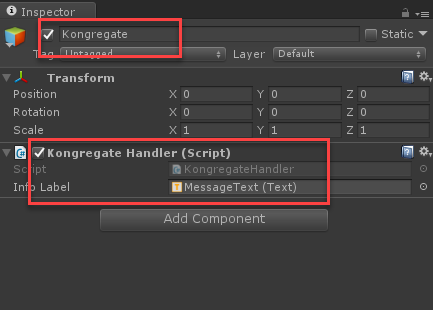 Inspector
Kongregate Static
Tag Untagged Layer Default
Transform
Position X 0 Y 0 Z 0
Rotation X 0 Y 0 Z 0
Scale X 1 Y 1 Z 1
Kongregate Handler (Script)
Script KongregateHandler
Info Label MessageText (Text)
Add Component